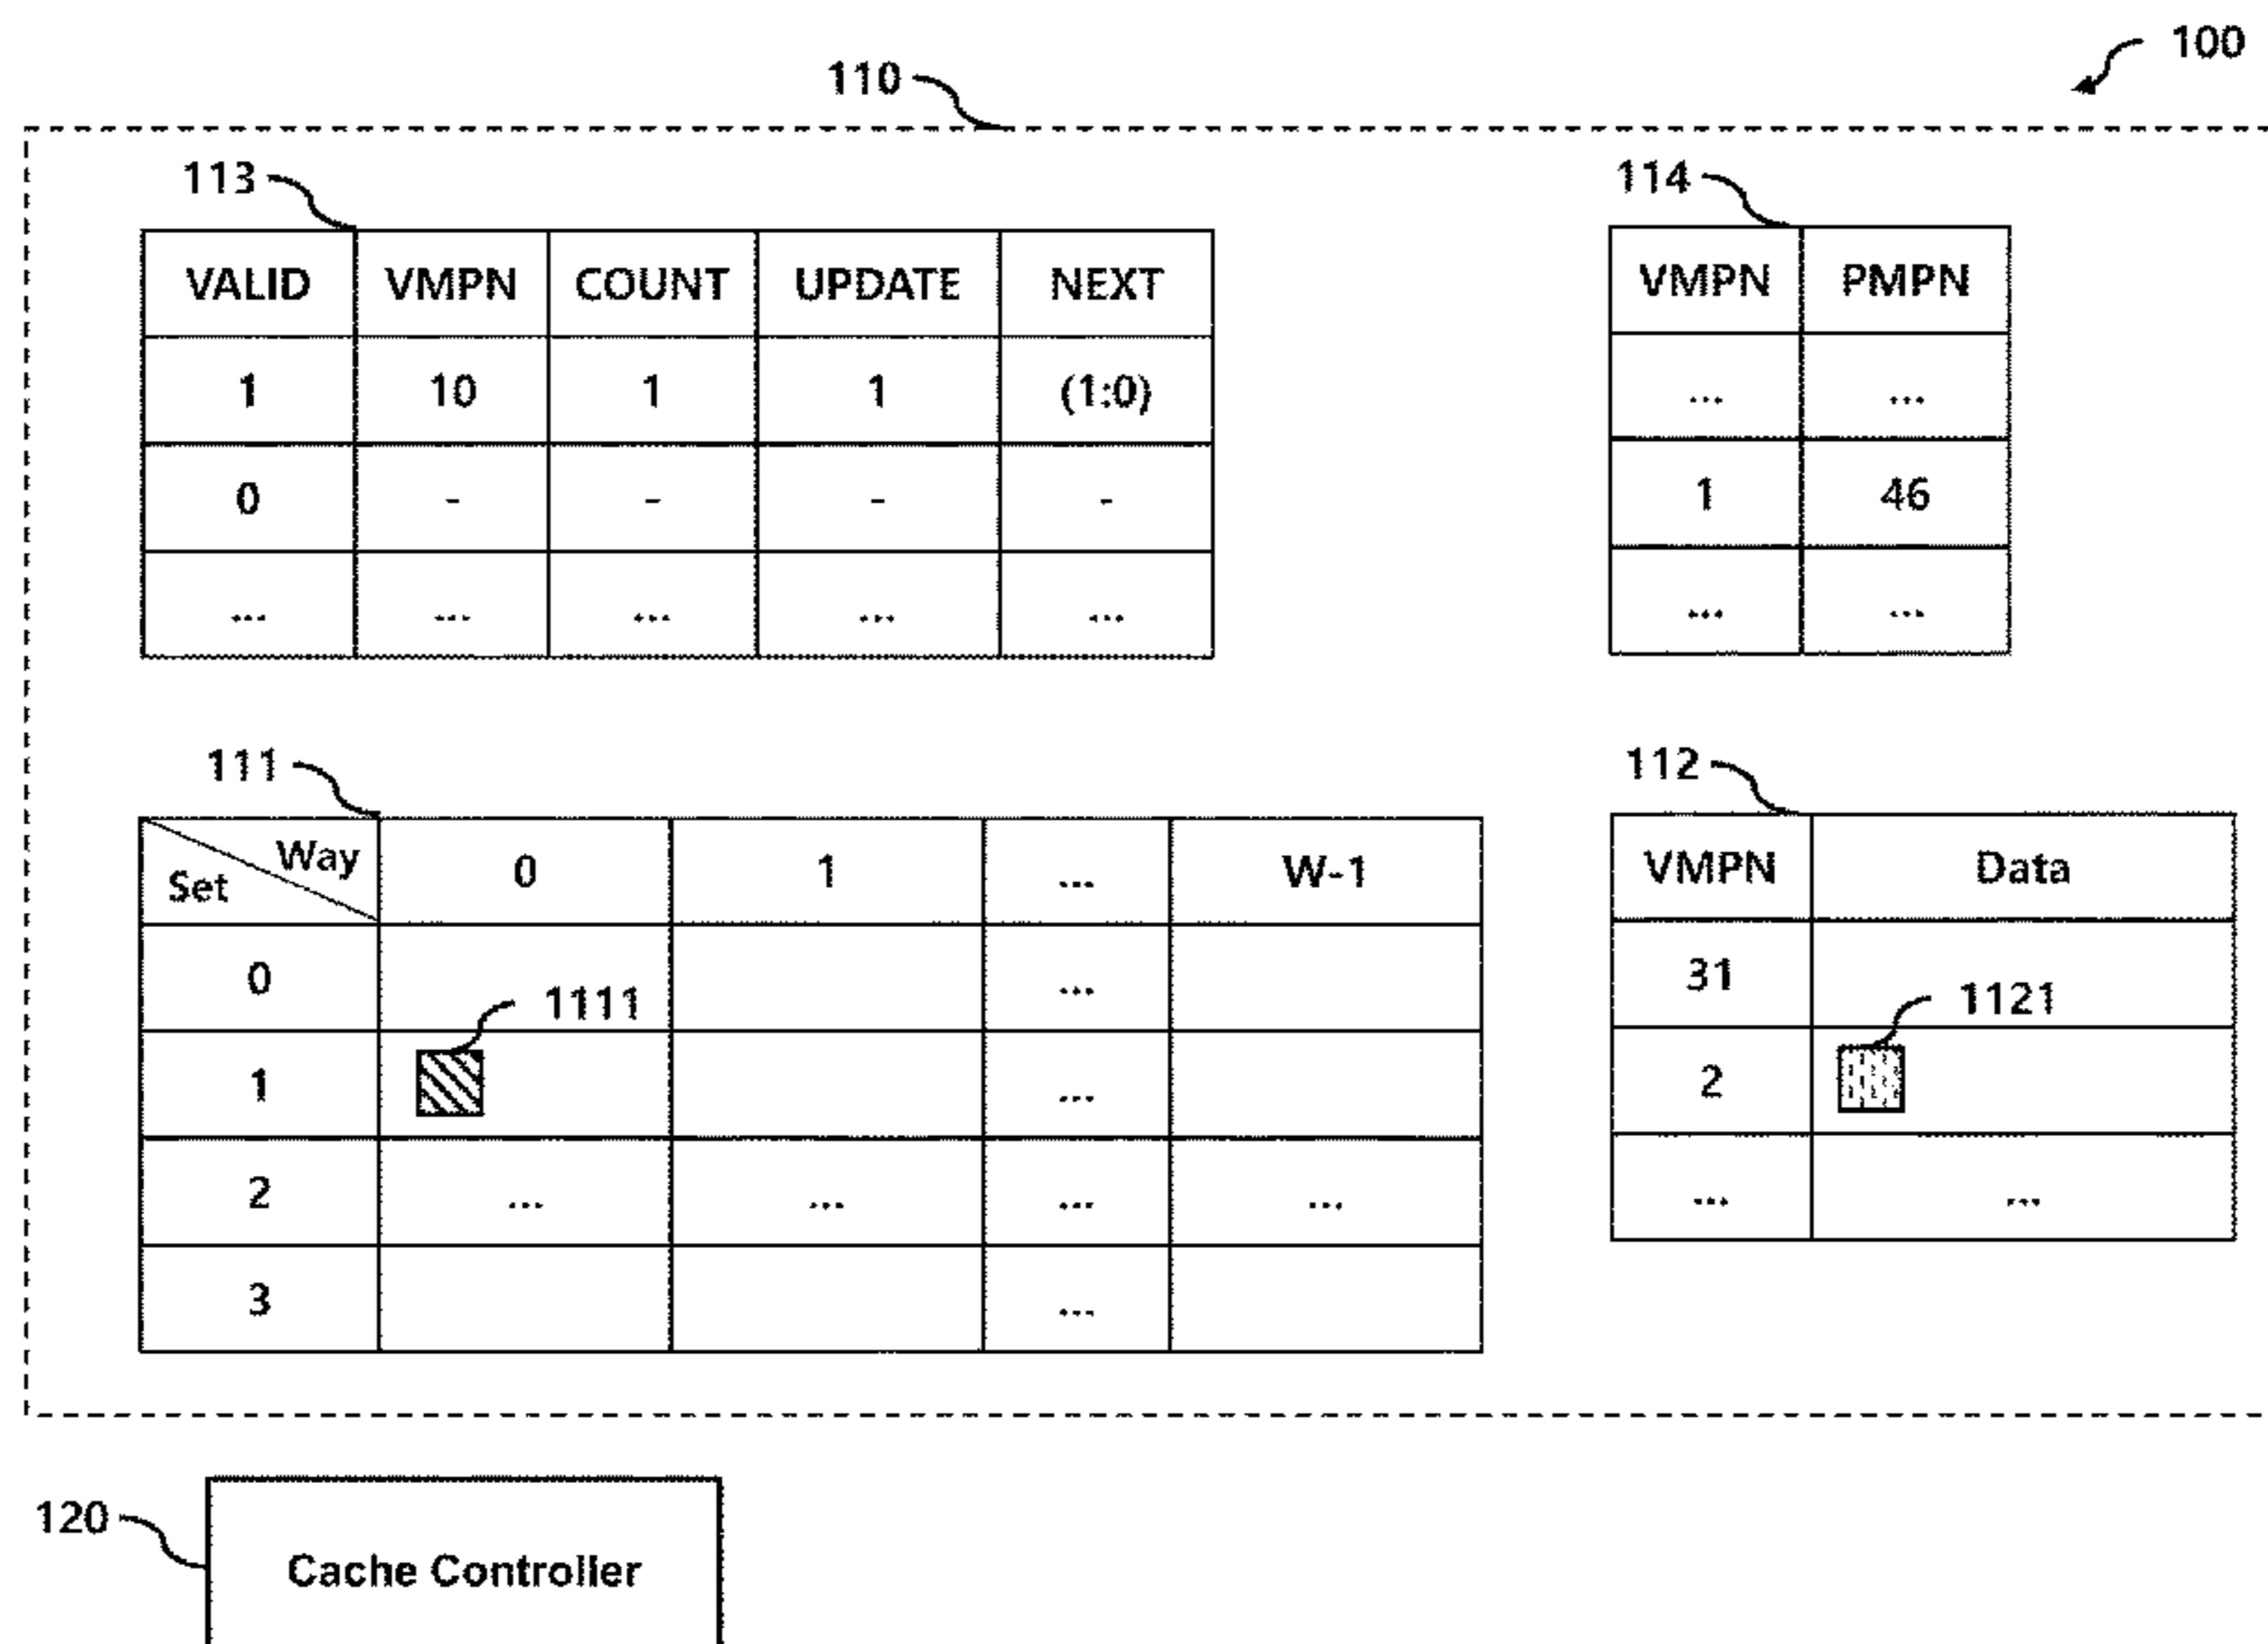 100
110
113
114
VALID VMPN COUNT UPDATE NEXT
1 10 1 1 (1:0)
0 - - - -
... ... ... ... ...
VMPN PMPN
... ...
1 46
... ...
111
112
Set Way 0 1 ... W-1
0 ...
1 1111 ...
2 ... ... ... ...
3 ...
VMPN Data
31
2 1121
... ...
120
Cache Controller